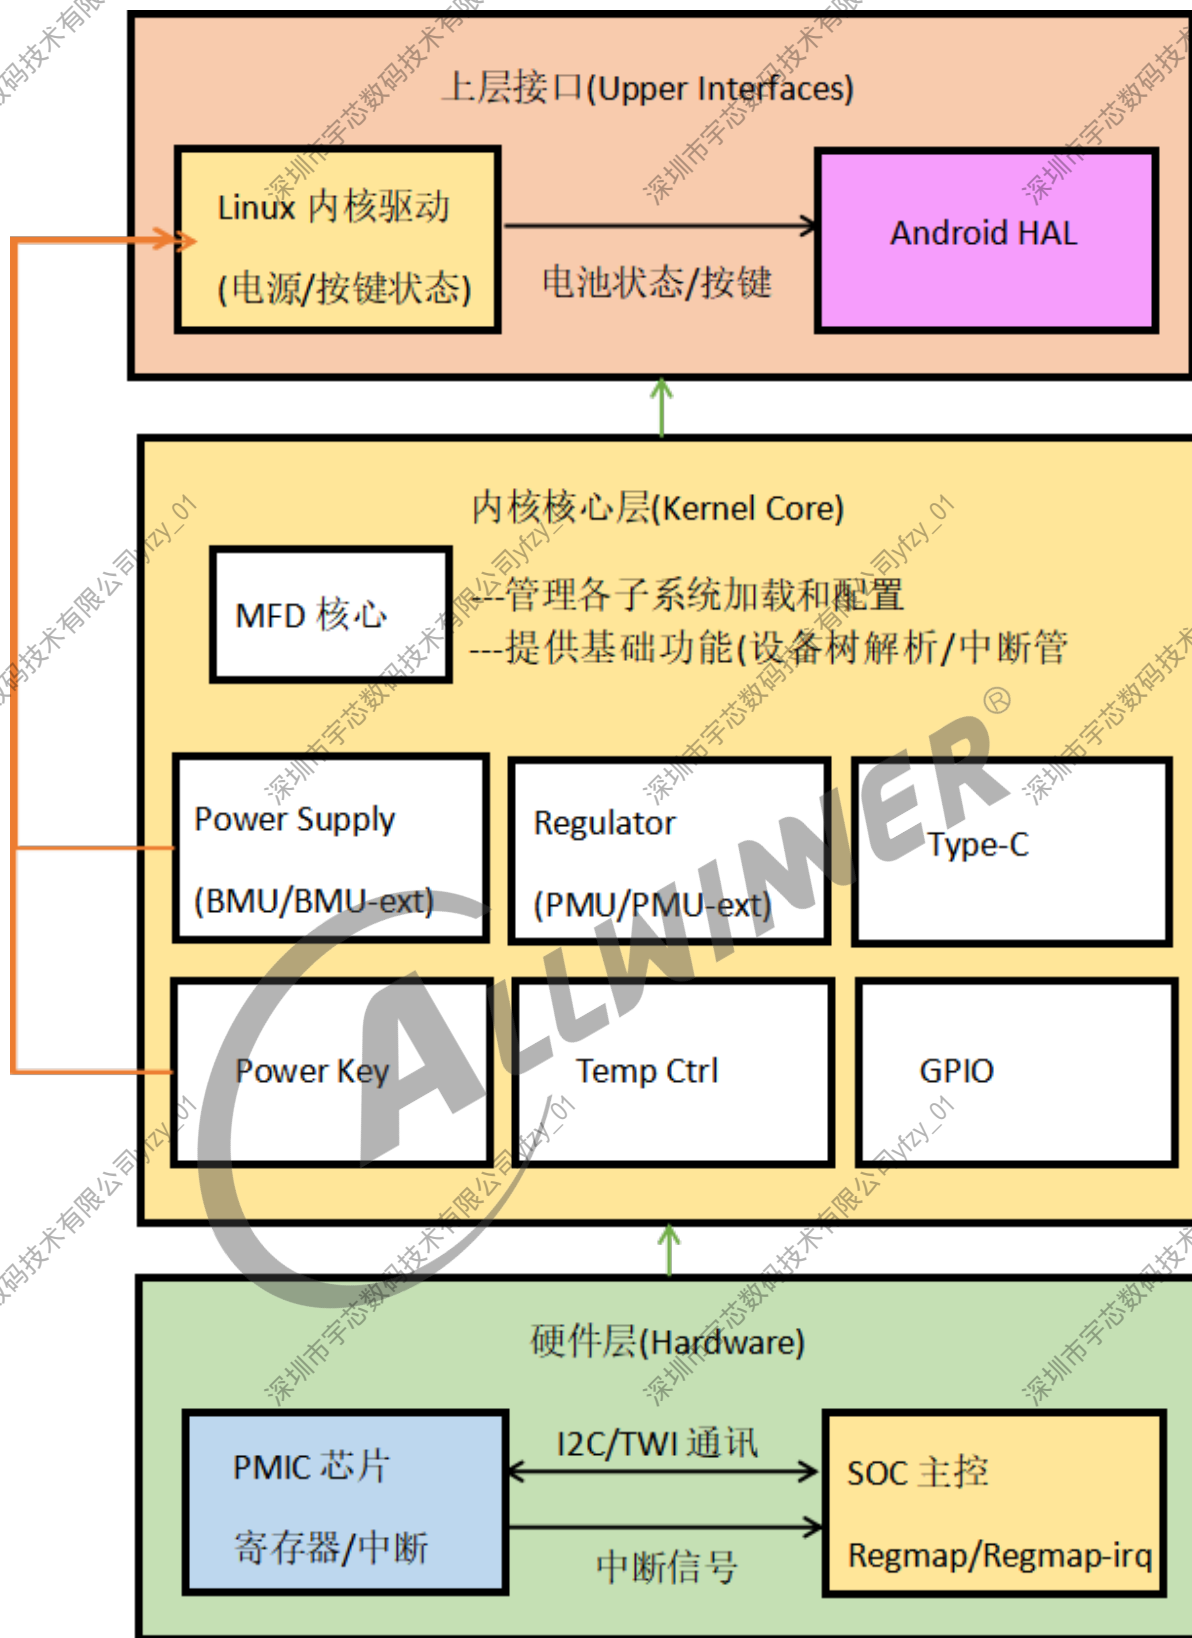 上层接口(Upper Interfaces)
Linux 内核驱动
(电源/按键状态)
电池状态/按键
Android HAL
内核核心层(Kernel Core)
MFD 核心
---管理各子系统加载和配置
---提供基础功能(设备树解析/中断管
Power Supply
(BMU/BMU-ext)
Regulator
(PMU/PMU-ext)
Type-C
Power Key
Temp Ctrl
GPIO
硬件层(Hardware)
PMIC 芯片
寄存器/中断
I2C/TWI 通讯
中断信号
SOC 主控
Regmap/Regmap-irq
ALLWINNER®
深圳市宇芯数码技术有限公司yfzy_01